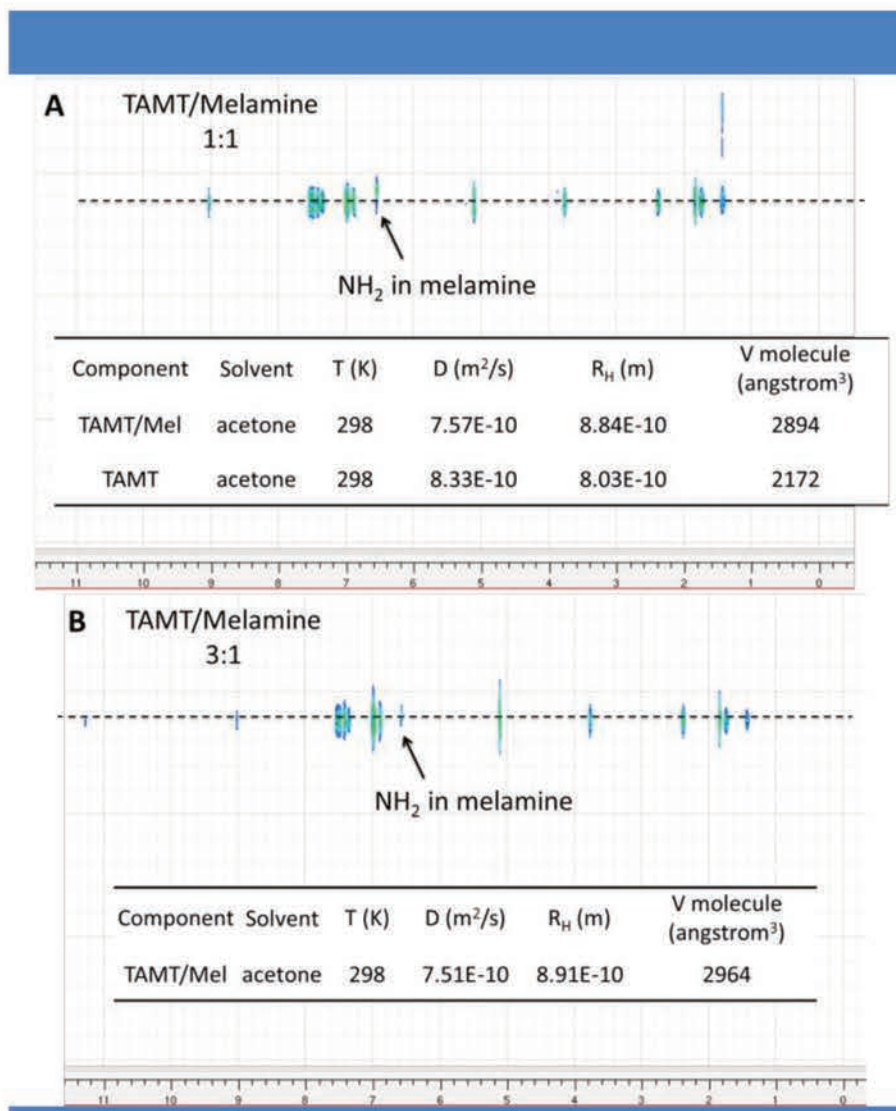 A
TAMT/Melamine
1:1
NH2 in melamine
Component Solvent T (K) D (m2/s) RH (m) V molecule (angstrom3)
TAMT/Mel acetone 298 7.57E-10 8.84E-10 2894
TAMT acetone 298 8.33E-10 8.03E-10 2172
11 10 9 8 7 6 5 4 3 2 1 0
B
TAMT/Melamine
3:1
NH2 in melamine
Component Solvent T (K) D (m2/s) RH (m) V molecule (angstrom3)
TAMT/Mel acetone 298 7.51E-10 8.91E-10 2964
11 10 9 8 7 6 5 4 3 2 1 0